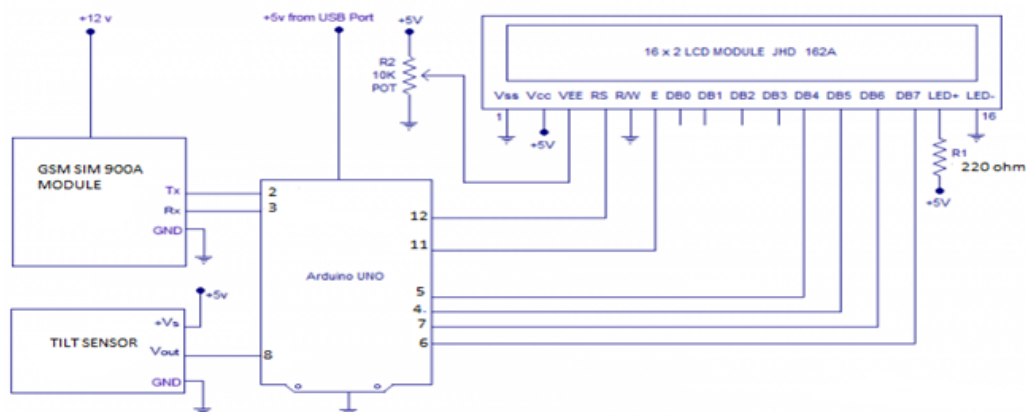 +12 v
+5v from USB Port
+5V
R2
10K
POT
16 x 2 LCD MODULE JHD 162A
Vss Vcc VEE RS R/W E DB0 DB1 DB2 DB3 DB4 DB5 DB6 DB7 LED+ LED-
1
16
+5V
R1
220 ohm
+5V
GSM SIM 900A
MODULE
Tx
Rx
GND
2
3
12
11
Arduino UNO
5
4.
7
6
+5v
+Vs
TILT SENSOR
Vout
8
GND